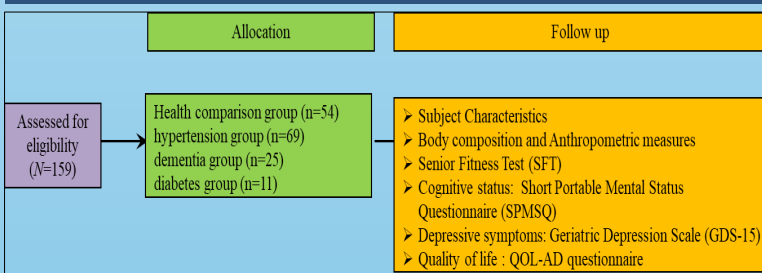 Allocation
Follow up
Assessed for
eligibility
(N=159)
Health comparison group (n=54)
hypertension group (n=69)
dementia group (n=25)
diabetes group (n=11)
➢ Subject Characteristics
➢ Body composition and Anthropometric measures
➢ Senior Fitness Test (SFT)
➢ Cognitive status: Short Portable Mental Status
Questionnaire (SPMSQ)
➢ Depressive symptoms: Geriatric Depression Scale (GDS-15)
➢ Quality of life : QOL-AD questionnaire